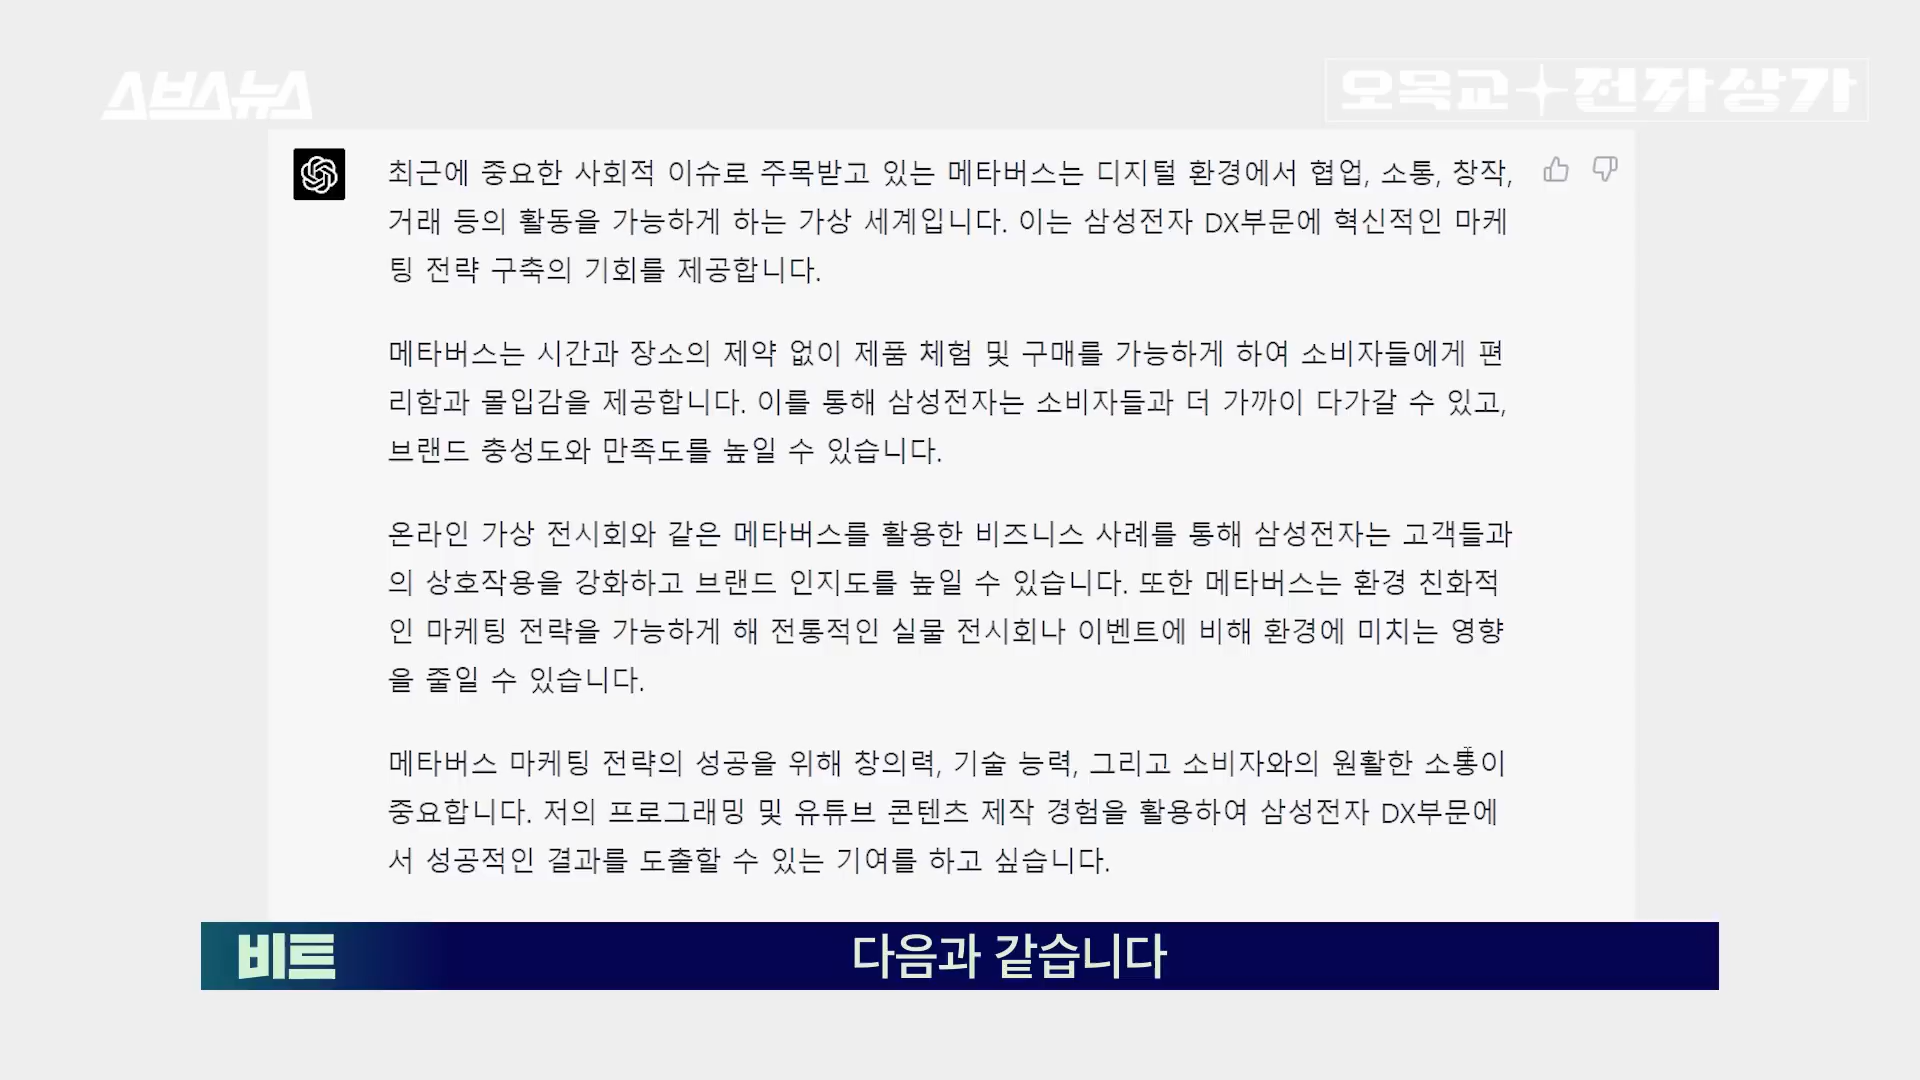 스브스뉴스
오목교 전자상가
최근에 중요한 사회적 이슈로 주목받고 있는 메타버스는 디지털 환경에서 협업, 소통, 창작,
거래 등의 활동을 가능하게 하는 가상 세계입니다. 이는 삼성전자 DX부문에 혁신적인 마케
팅 전략 구축의 기회를 제공합니다.
메타버스는 시간과 장소의 제약 없이 제품 체험 및 구매를 가능하게 하여 소비자들에게 편
리함과 몰입감을 제공합니다. 이를 통해 삼성전자는 소비자들과 더 가까이 다가갈 수 있고,
브랜드 충성도와 만족도를 높일 수 있습니다.
온라인 가상 전시회와 같은 메타버스를 활용한 비즈니스 사례를 통해 삼성전자는 고객들과
의 상호작용을 강화하고 브랜드 인지도를 높일 수 있습니다. 또한 메타버스는 환경 친화적
인 마케팅 전략을 가능하게 해 전통적인 실물 전시회나 이벤트에 비해 환경에 미치는 영향
을 줄일 수 있습니다.
메타버스 마케팅 전략의 성공을 위해 창의력, 기술 능력, 그리고 소비자와의 원활한 소통이
중요합니다. 저의 프로그래밍 및 유튜브 콘텐츠 제작 경험을 활용하여 삼성전자 DX부문에
서 성공적인 결과를 도출할 수 있는 기여를 하고 싶습니다.
비트
다음과 같습니다